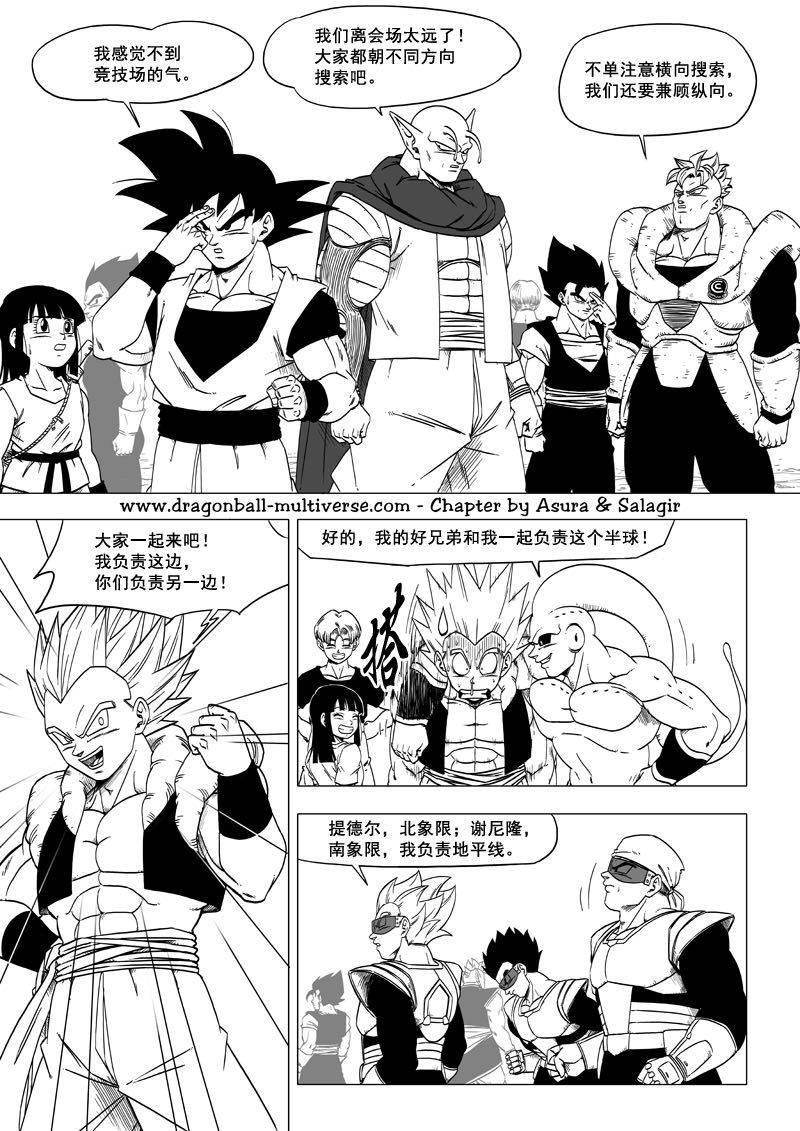 我感觉不到
竞技场的气。
我们离会场太远了！
大家都朝不同方向
搜索吧。
不单注意横向搜索，
我们还要兼顾纵向。
www.dragonball-multiverse.com - Chapter by Asura & Salagir
大家一起来吧！
我负责这边，
你们负责另一边！
好的，我的好兄弟和我一起负责这个半球！
搭
提德尔，北象限；谢尼隆，
南象限，我负责地平线。